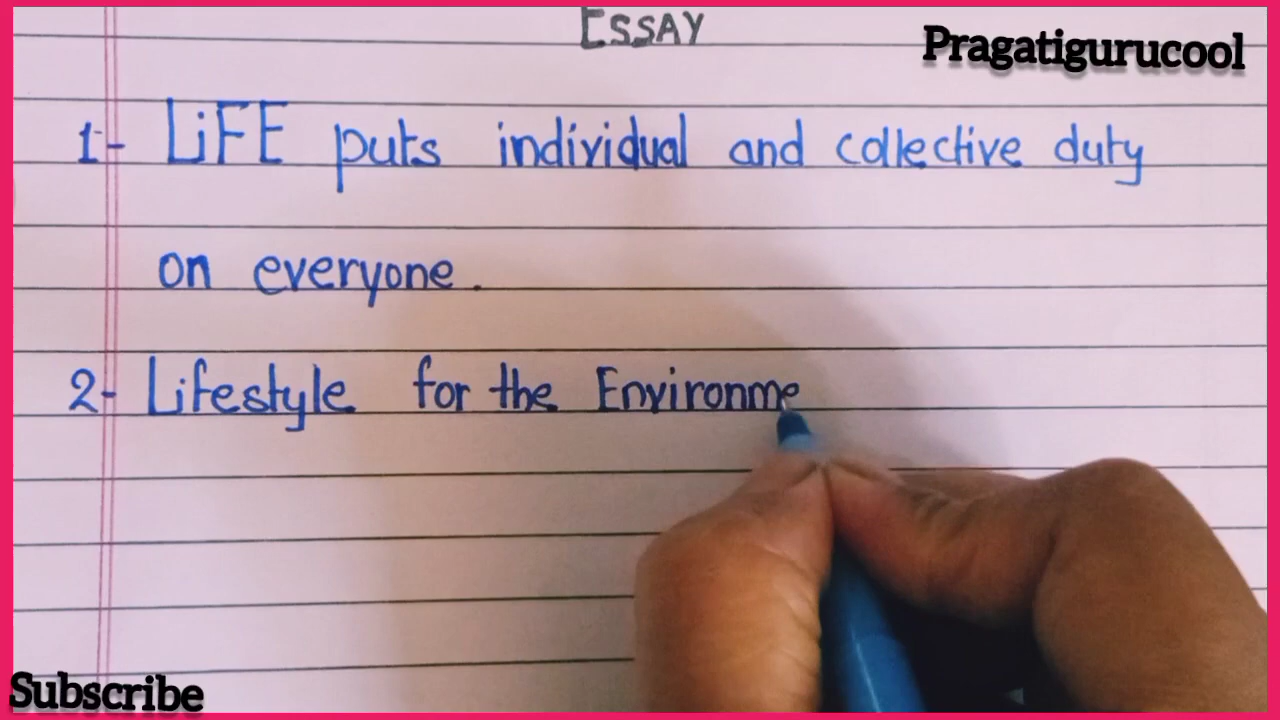 ESSAY
Pragatigurucool
1- LiFE puts individual and collective duty
on everyone.
2- Lifestyle for the Environme
Subscribe